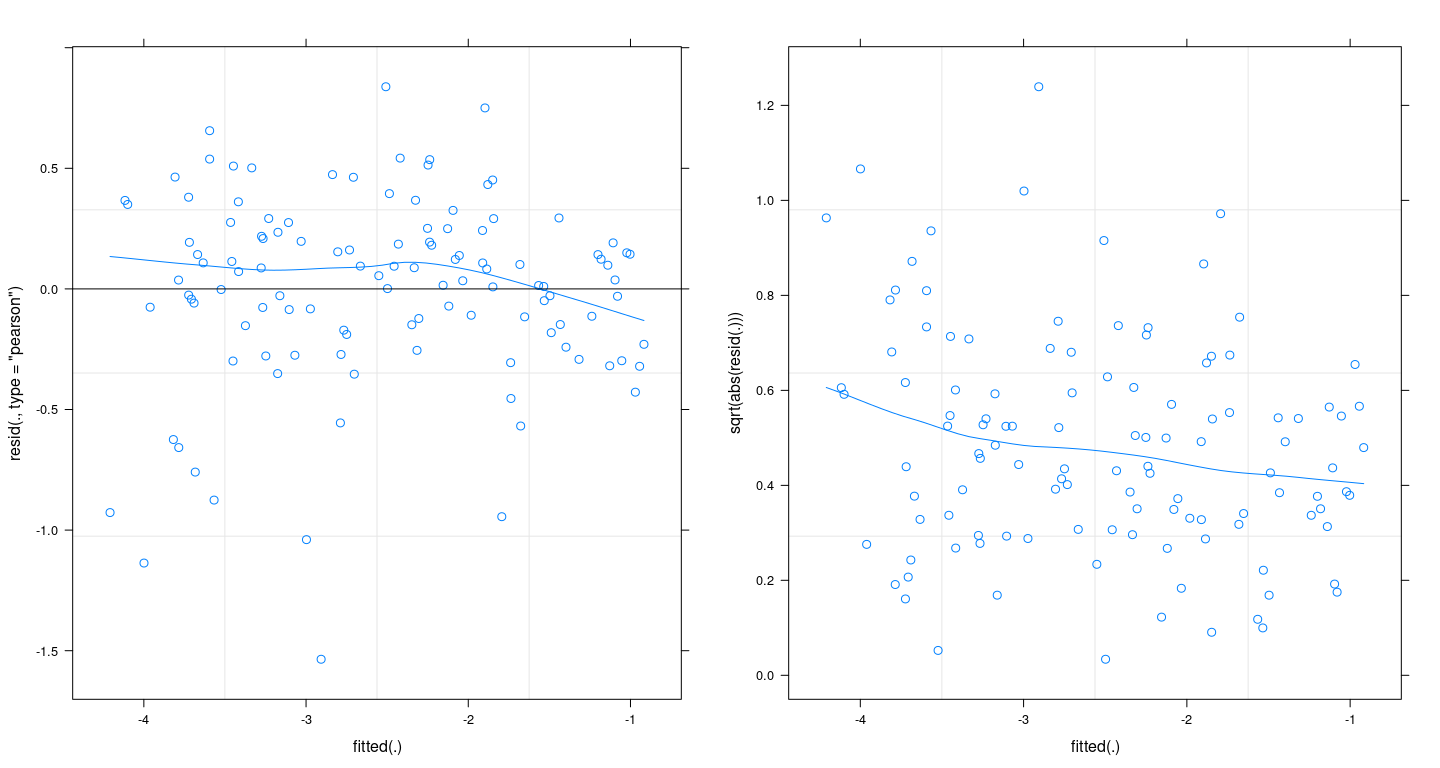 resid(., type = "pearson")
0.5
0.0
-0.5
-1.0
-1.5
-4 -3 -2 -1
fitted(.)
sqrt(abs(resid(.)))
1.2
1.0
0.8
0.6
0.4
0.2
0.0
-4 -3 -2 -1
fitted(.)